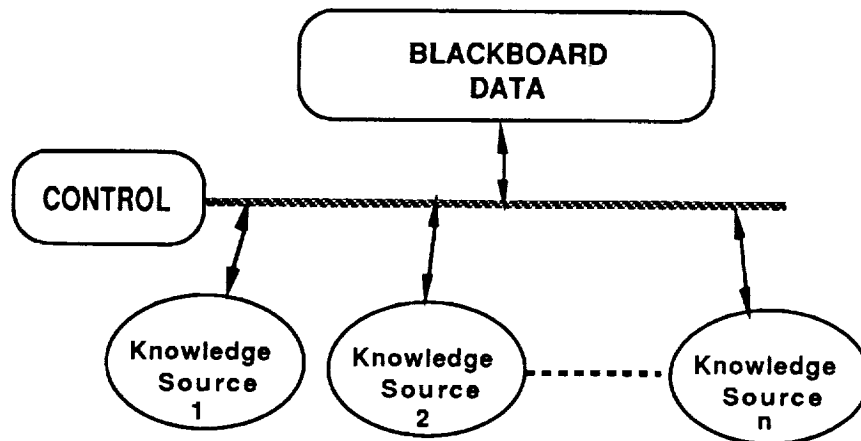 BLACKBOARD
DATA
CONTROL
Knowledge
Source
1
Knowledge
Source
2
Knowledge
Source
n